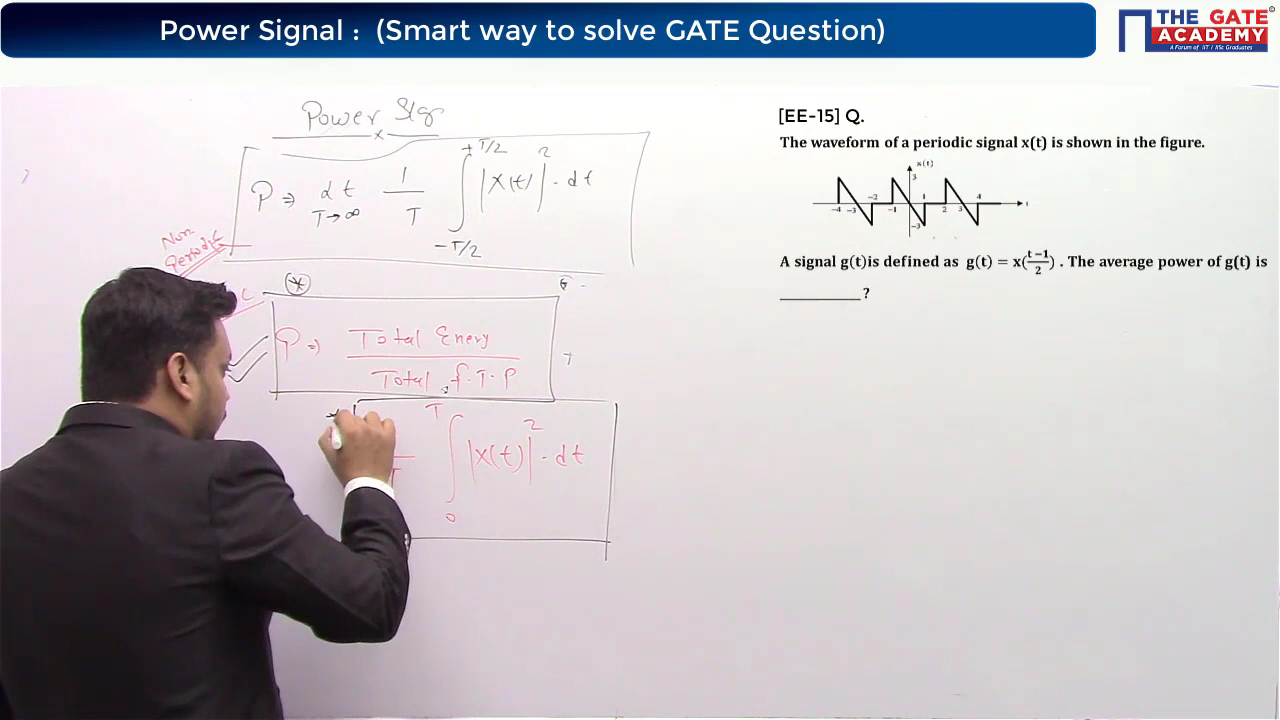 Power Signal : (Smart way to solve GATE Question)
THE GATE ACADEMY
A Forum of IIT / IISc Graduates
Power Sig
P ⇒ Lt T→∞ 1/T ∫ +T/2 -T/2 |x(t)|² · dt
Non
Periodic
P ⇒ Total Enery / Total f.T.P
T ∫ 0 |x(t)|² · dt
[EE-15] Q.
The waveform of a periodic signal x(t) is shown in the figure.
x(t)
3
-4 -3 -2 -1 1 2 3 4 t
-3
A signal g(t)is defined as g(t) = x(t −1/2) . The average power of g(t) is
__________ ?